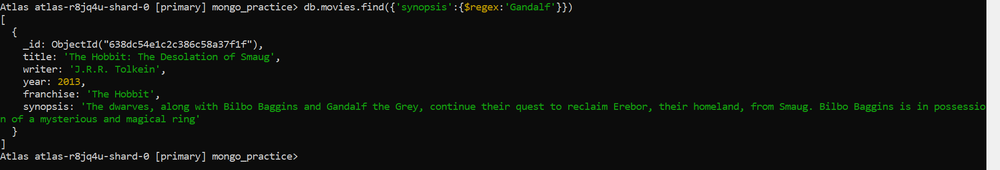 Atlas atlas-r8jq4u-shard-0 [primary] mongo_practice> db.movies.find({'synopsis':{$regex:'Gandalf'}})
[
  {
    _id: ObjectId("638dc54e1c2c386c58a37f1f"),
    title: 'The Hobbit: The Desolation of Smaug',
    writer: 'J.R.R. Tolkein',
    year: 2013,
    franchise: 'The Hobbit',
    synopsis: 'The dwarves, along with Bilbo Baggins and Gandalf the Grey, continue their quest to reclaim Erebor, their homeland, from Smaug. Bilbo Baggins is in possessio
n of a mysterious and magical ring'
  }
]
Atlas atlas-r8jq4u-shard-0 [primary] mongo_practice>